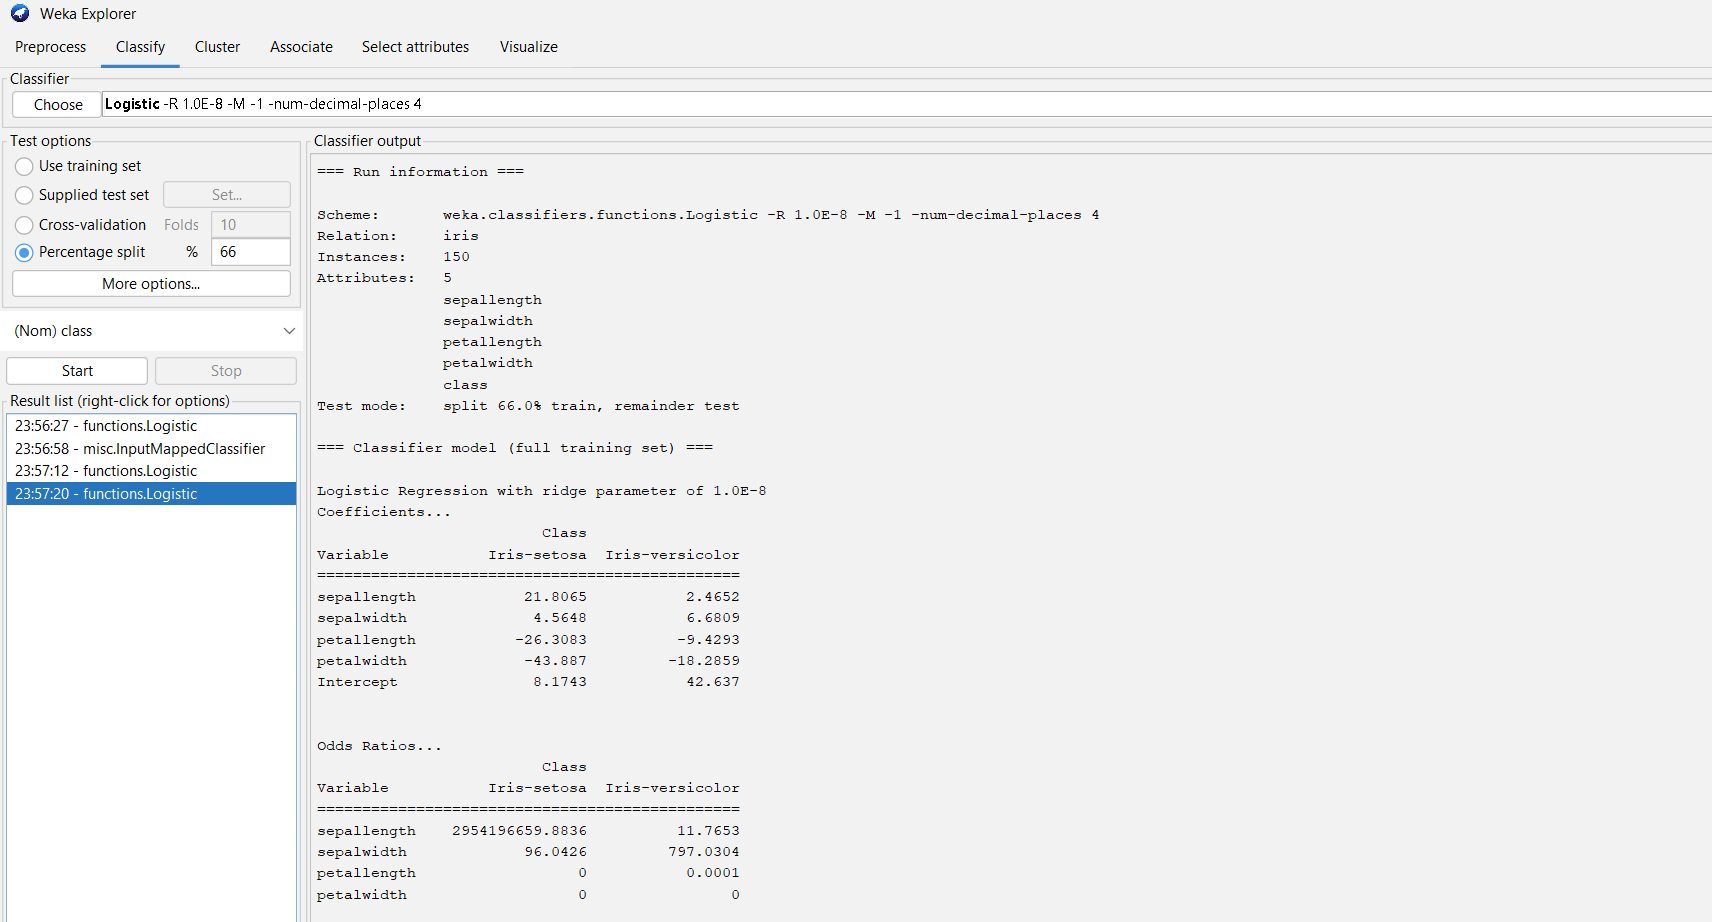 Weka Explorer
Preprocess Classify Cluster Associate Select attributes Visualize
Classifier
Choose Logistic -R 1.0E-8 -M -1 -num-decimal-places 4
Test options
Use training set
Supplied test set Set...
Cross-validation Folds 10
Percentage split % 66
More options...
(Nom) class
Start Stop
Result list (right-click for options)
23:56:27 - functions.Logistic
23:56:58 - misc.InputMappedClassifier
23:57:12 - functions.Logistic
23:57:20 - functions.Logistic
Classifier output
=== Run information ===
Scheme: weka.classifiers.functions.Logistic -R 1.0E-8 -M -1 -num-decimal-places 4
Relation: iris
Instances: 150
Attributes: 5
sepallength
sepalwidth
petallength
petalwidth
class
Test mode: split 66.0% train, remainder test
=== Classifier model (full training set) ===
Logistic Regression with ridge parameter of 1.0E-8
Coefficients...
Class
Variable Iris-setosa Iris-versicolor
===============================================
sepallength 21.8065 2.4652
sepalwidth 4.5648 6.6809
petallength -26.3083 -9.4293
petalwidth -43.887 -18.2859
Intercept 8.1743 42.637
Odds Ratios...
Class
Variable Iris-setosa Iris-versicolor
===============================================
sepallength 2954196659.8836 11.7653
sepalwidth 96.0426 797.0304
petallength 0 0.0001
petalwidth 0 0